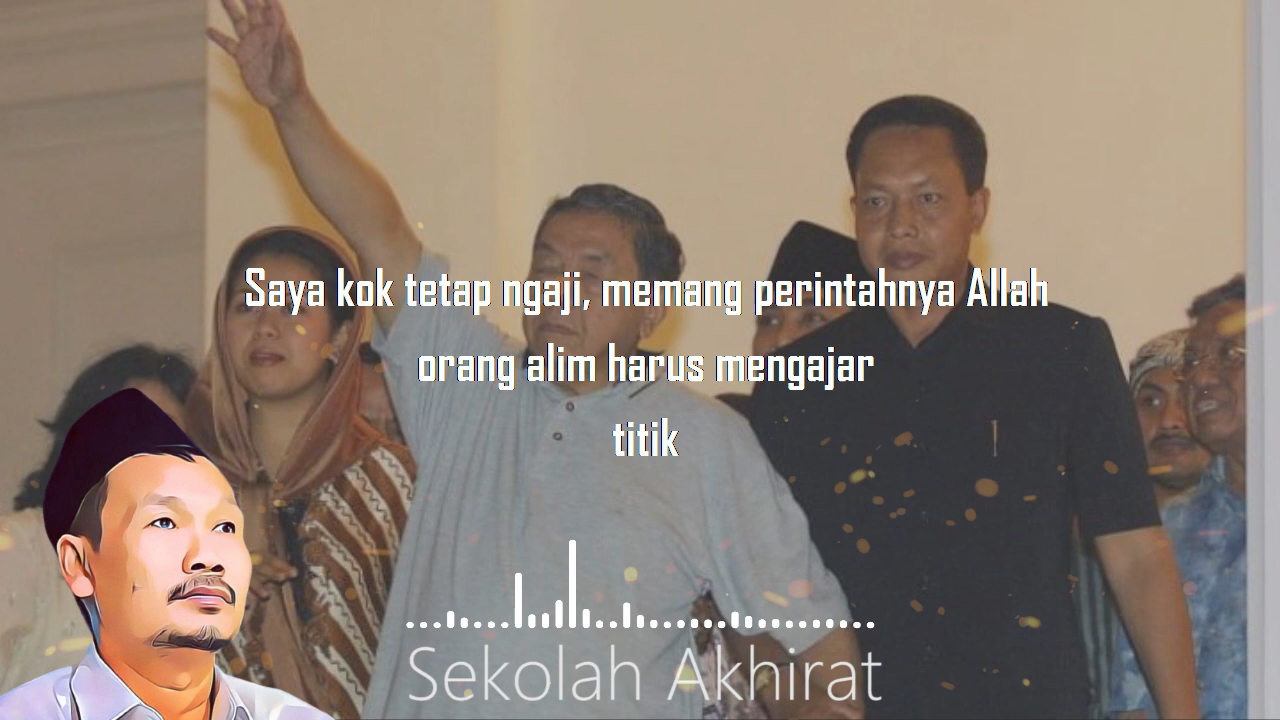 Saya kok tetap ngaji, memang perintahnya Allah
orang alim harus mengajar
titik
Sekolah Akhirat